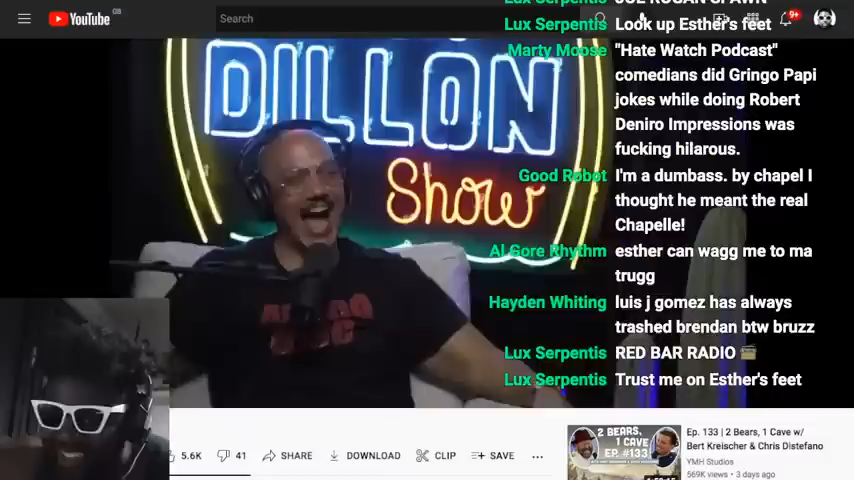 YouTube GB
Search
9+
JOE ROGAN SPAWN
Lux Serpentis Look up Esther's feet
Marty Moose "Hate Watch Podcast"
comedians did Gringo Papi
jokes while doing Robert
Deniro Impressions was
fucking hilarous.
Good Robot I'm a dumbass. by chapel I
thought he meant the real
Chapelle!
Al Gore Rhythm esther can wagg me to ma
trugg
Hayden Whiting luis j gomez has always
trashed brendan btw bruzz
Lux Serpentis RED BAR RADIO
Lux Serpentis Trust me on Esther's feet
DILLON
Show
5.6K 41 SHARE DOWNLOAD CLIP SAVE
2 BEARS,
1 CAVE
EP. #133
Ep. 133 | 2 Bears, 1 Cave w/
Bert Kreischer & Chris Distefano
YMH Studios
569K views • 3 days ago